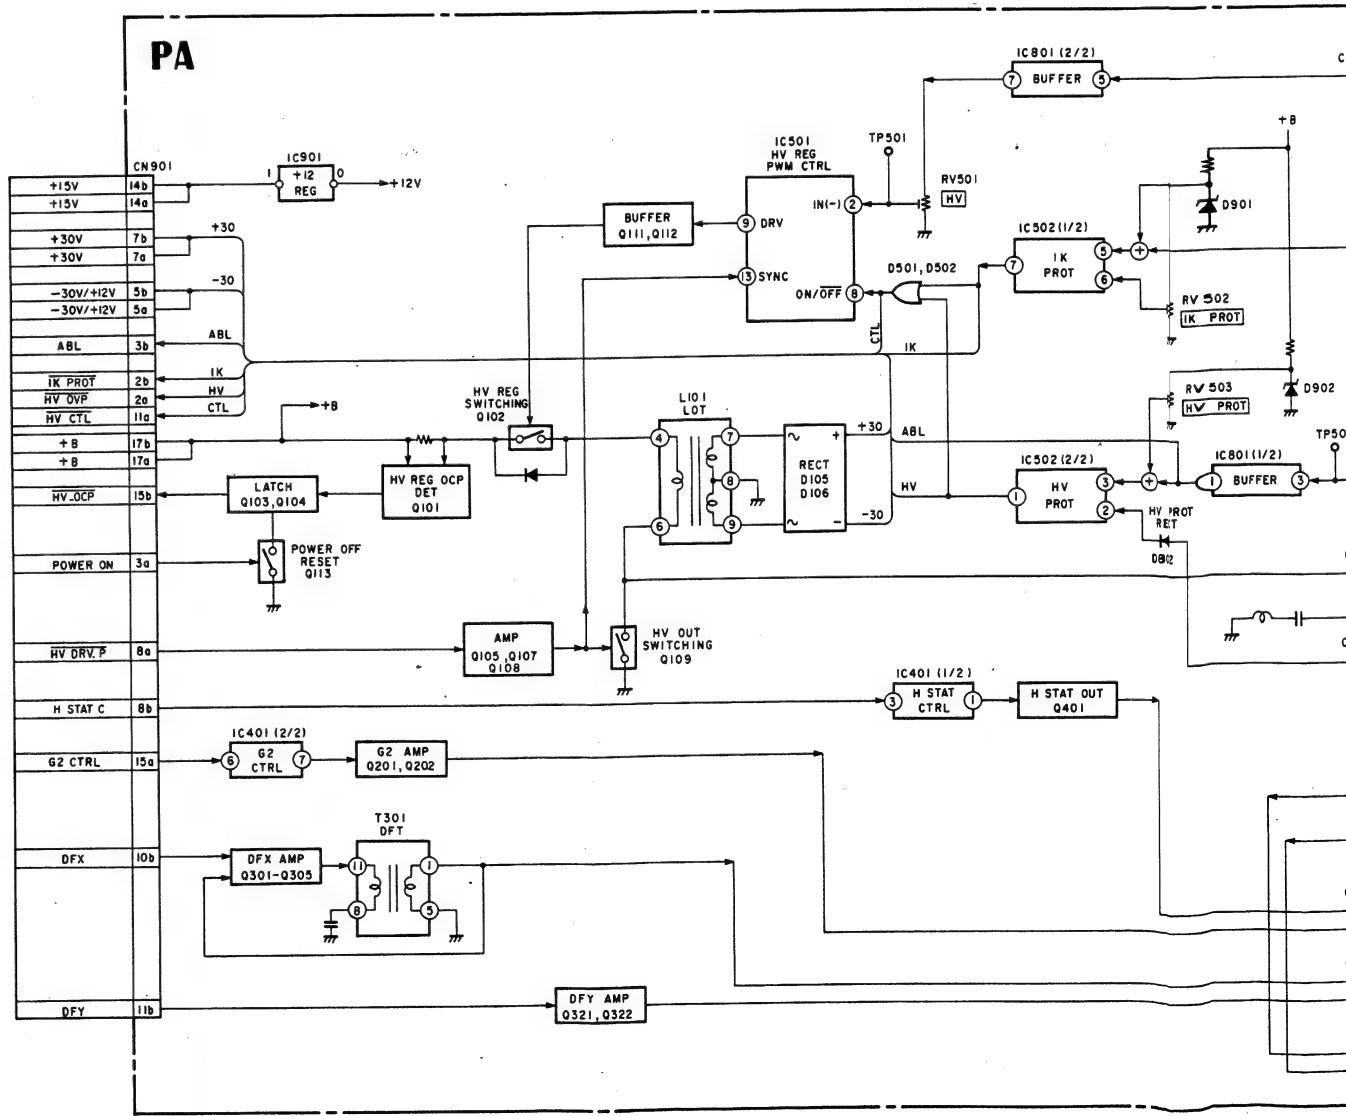 PA
IC801 (2/2)
7 BUFFER 5
C
+B
IC501
HV REG
PWM CTRL
TP501
CN901
IC901
1 +12 REG O
+12V
+15V 14b
+15V 14a
RV501
HV
IN(-) 2
D901
BUFFER
Q111,Q112
9 DRV
IC502(1/2)
7 IK PROT 5
6
+30V 7b
+30V 7a
+30
-30V/+12V 5b
-30V/+12V 5a
-30
13 SYNC
ON/OFF 8
D501,D502
RV502
IK PROT
CTL
IK
ABL 3b
ABL
IK PROT 2b
IK
HV OVP 2a
HV
HV CTL 11a
CTL
+B
HV REG
SWITCHING
Q102
L101
LOT
RV503
HV PROT
D902
+B 17b
+B 17a
4
7
8
6
9
+30
ABL
TP50
RECT
D105
D106
+
-
-30
HV
IC502(2/2)
1 HV PROT 3
2
IC801(1/2)
1 BUFFER 3
HV REG OCP
DET
Q101
LATCH
Q103,Q104
HV OCP 15b
HV PROT
RET
D802
POWER OFF
RESET
Q113
POWER ON 3a
HV DRV.P 8a
AMP
Q105,Q107
Q108
HV OUT
SWITCHING
Q109
H STAT C 8b
IC401 (1/2)
3 H STAT CTRL 1
H STAT OUT
Q401
G2 CTRL 15a
IC401 (2/2)
6 G2 CTRL 7
G2 AMP
Q201,Q202
T301
DFT
DFX 10b
DFX AMP
Q301-Q305
11
1
8
5
DFY 11b
DFY AMP
Q321,Q322